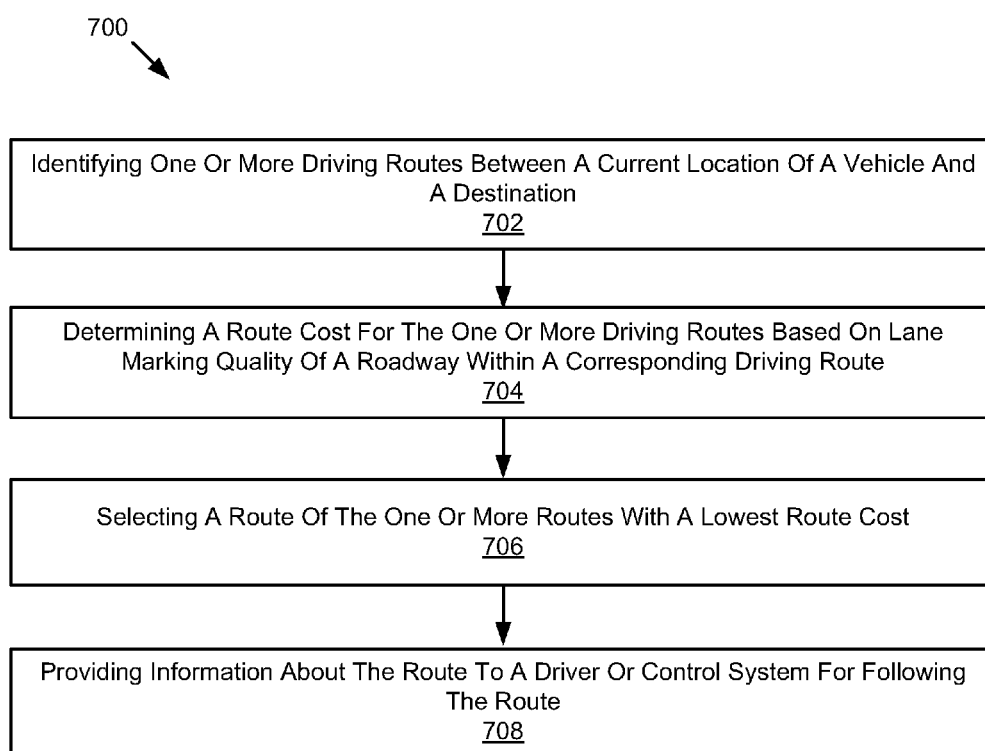 700
Identifying One Or More Driving Routes Between A Current Location Of A Vehicle And
A Destination
702
Determining A Route Cost For The One Or More Driving Routes Based On Lane
Marking Quality Of A Roadway Within A Corresponding Driving Route
704
Selecting A Route Of The One Or More Routes With A Lowest Route Cost
706
Providing Information About The Route To A Driver Or Control System For Following
The Route
708